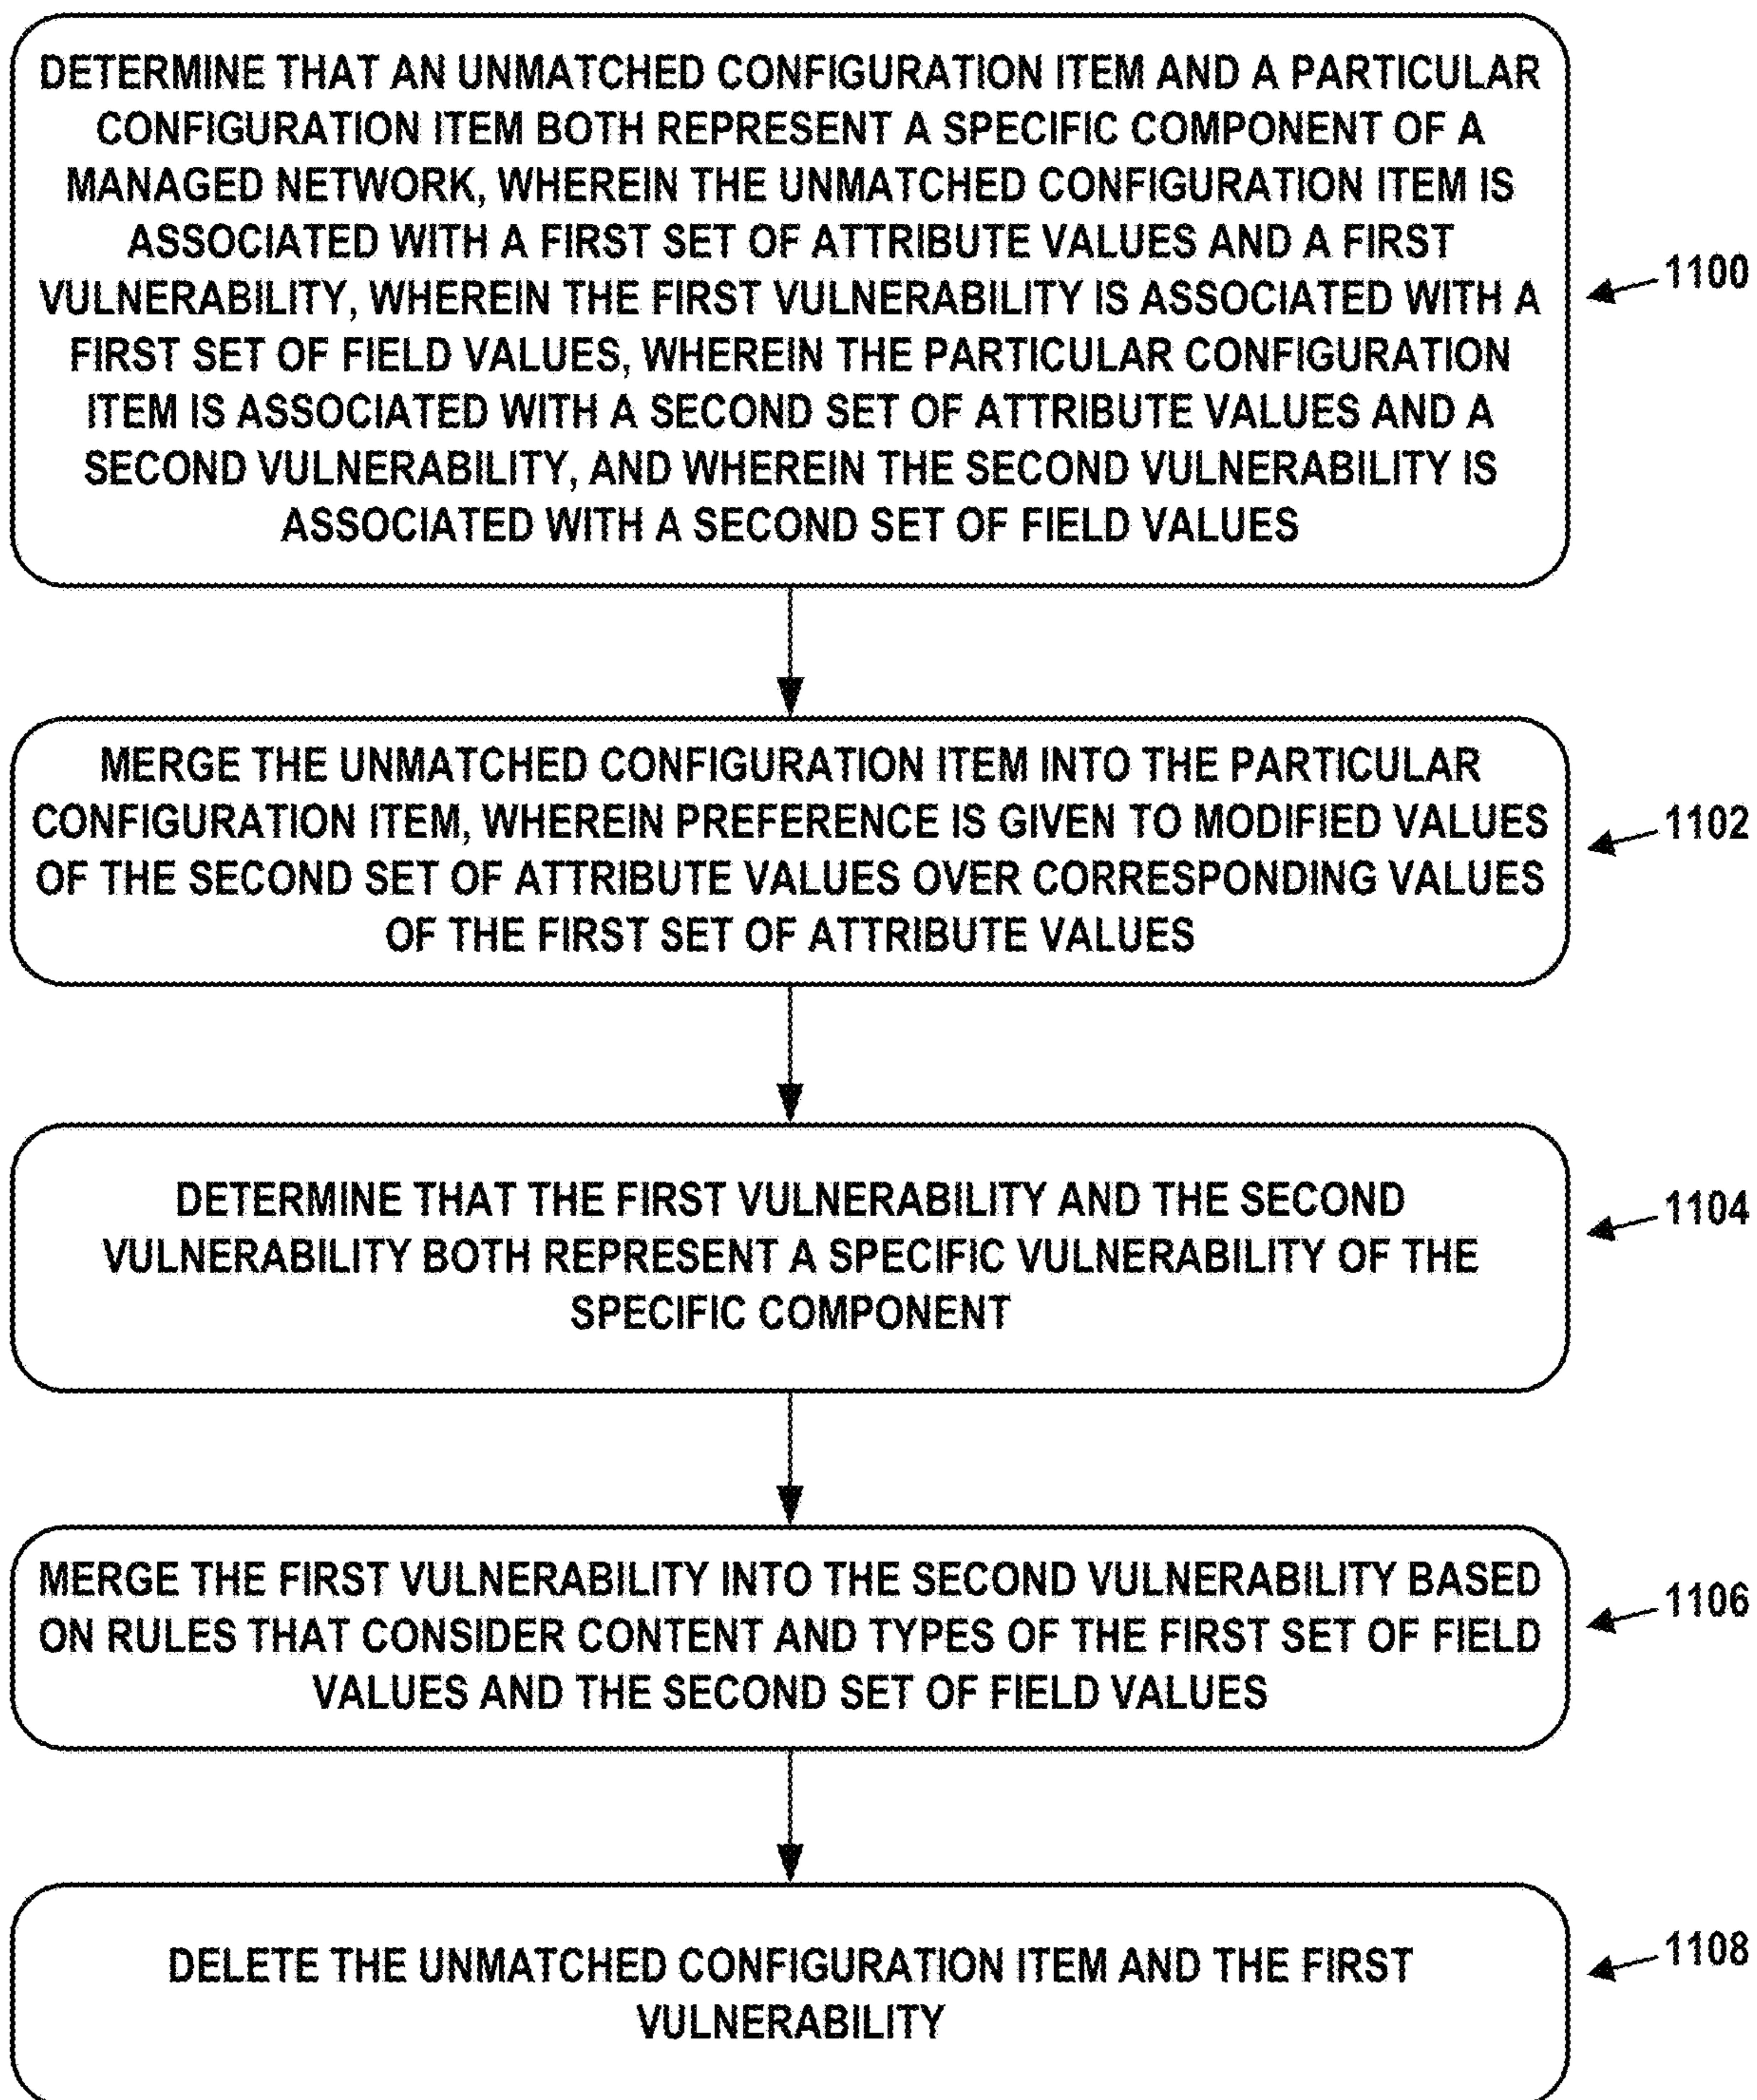 DETERMINE THAT AN UNMATCHED CONFIGURATION ITEM AND A PARTICULAR
CONFIGURATION ITEM BOTH REPRESENT A SPECIFIC COMPONENT OF A
MANAGED NETWORK, WHEREIN THE UNMATCHED CONFIGURATION ITEM IS
ASSOCIATED WITH A FIRST SET OF ATTRIBUTE VALUES AND A FIRST
VULNERABILITY, WHEREIN THE FIRST VULNERABILITY IS ASSOCIATED WITH A
FIRST SET OF FIELD VALUES, WHEREIN THE PARTICULAR CONFIGURATION
ITEM IS ASSOCIATED WITH A SECOND SET OF ATTRIBUTE VALUES AND A
SECOND VULNERABILITY, AND WHEREIN THE SECOND VULNERABILITY IS
ASSOCIATED WITH A SECOND SET OF FIELD VALUES
1100
MERGE THE UNMATCHED CONFIGURATION ITEM INTO THE PARTICULAR
CONFIGURATION ITEM, WHEREIN PREFERENCE IS GIVEN TO MODIFIED VALUES
OF THE SECOND SET OF ATTRIBUTE VALUES OVER CORRESPONDING VALUES
OF THE FIRST SET OF ATTRIBUTE VALUES
1102
DETERMINE THAT THE FIRST VULNERABILITY AND THE SECOND
VULNERABILITY BOTH REPRESENT A SPECIFIC VULNERABILITY OF THE
SPECIFIC COMPONENT
1104
MERGE THE FIRST VULNERABILITY INTO THE SECOND VULNERABILITY BASED
ON RULES THAT CONSIDER CONTENT AND TYPES OF THE FIRST SET OF FIELD
VALUES AND THE SECOND SET OF FIELD VALUES
1106
DELETE THE UNMATCHED CONFIGURATION ITEM AND THE FIRST
VULNERABILITY
1108